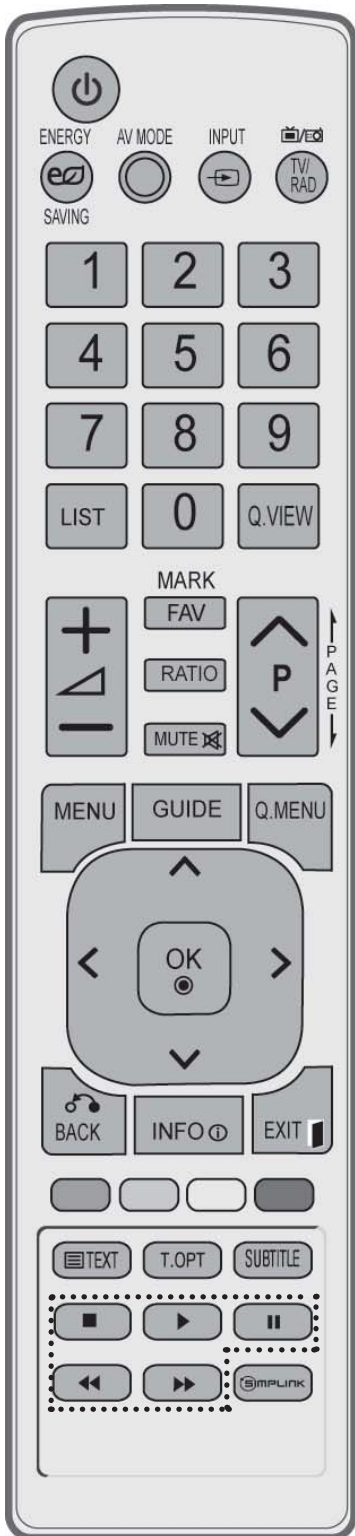 ENERGY AV MODE INPUT
TV/
RAD
SAVING
1 2 3
4 5 6
7 8 9
LIST 0 Q.VIEW
MARK
FAV
RATIO
P
PAGE
MUTE
MENU GUIDE Q.MENU
OK
BACK INFO EXIT
TEXT T.OPT SUBTITLE
SIMPLINK